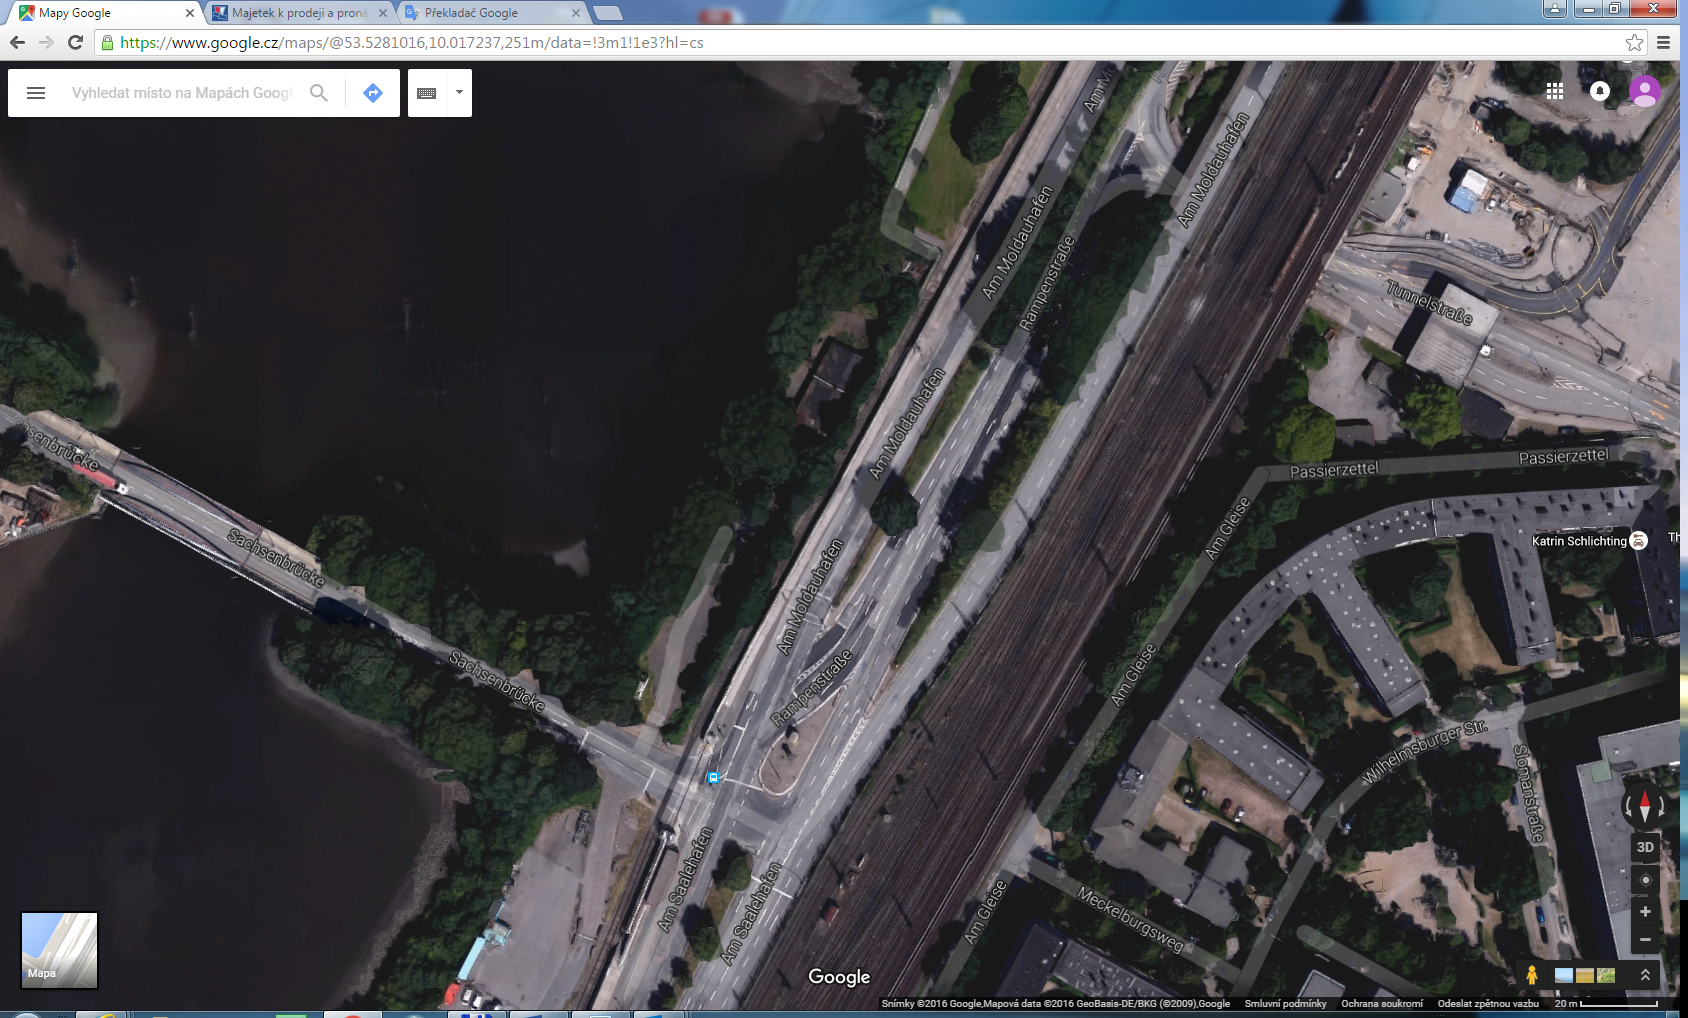 Mapy Google
Majetek k prodeji a proná
Překladač Google
https://www.google.cz/maps/@53.5281016,10.017237,251m/data=!3m1!1e3?hl=cs
Vyhledat místo na Mapách Googl
Am Moldauhafen
Am Moldauhafen
Am Moldauhafen
Rampenstraße
Tunnelstraße
Am Moldauhafen
Passierzettel
Passierzettel
Am Gleise
Katrin Schlichting
Th
Sachsenbrücke
Sachsenbrücke
Am Moldauhafen
Sachsenbrücke
Rampenstraße
Am Gleise
Wilhelmsburger Str.
Slomanstraße
Am Saalehafen
Am Saalehafen
Am Gleise
Meckelburgsweg
3D
Mapa
Google
Snímky ©2016 Google,Mapová data ©2016 GeoBasis-DE/BKG (©2009),Google Smluvní podmínky Ochrana soukromí Odeslat zpětnou vazbu 20 m